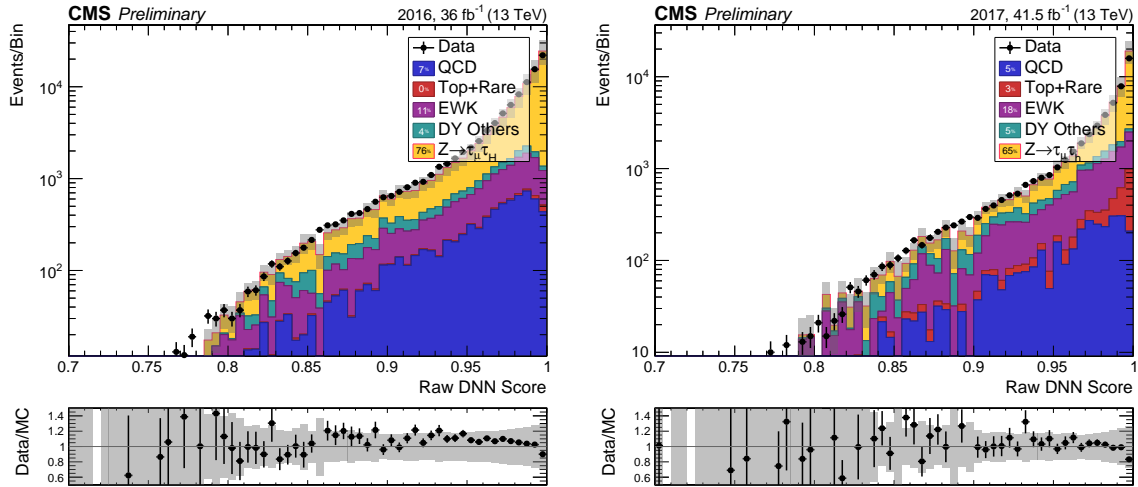 CMS Preliminary 2016, 36 fb⁻¹ (13 TeV)
Events/Bin
10⁴
10³
10²
Data
7% QCD
0% Top+Rare
11% EWK
4% DY Others
76% Z→τμτH
0.7 0.75 0.8 0.85 0.9 0.95 1
Raw DNN Score
Data/MC
1.4
1.2
1
0.8
0.6
CMS Preliminary 2017, 41.5 fb⁻¹ (13 TeV)
Events/Bin
10⁴
10³
10²
10
Data
5% QCD
3% Top+Rare
18% EWK
5% DY Others
65% Z→τμτh
0.7 0.75 0.8 0.85 0.9 0.95 1
Raw DNN Score
Data/MC
1.4
1.2
1
0.8
0.6